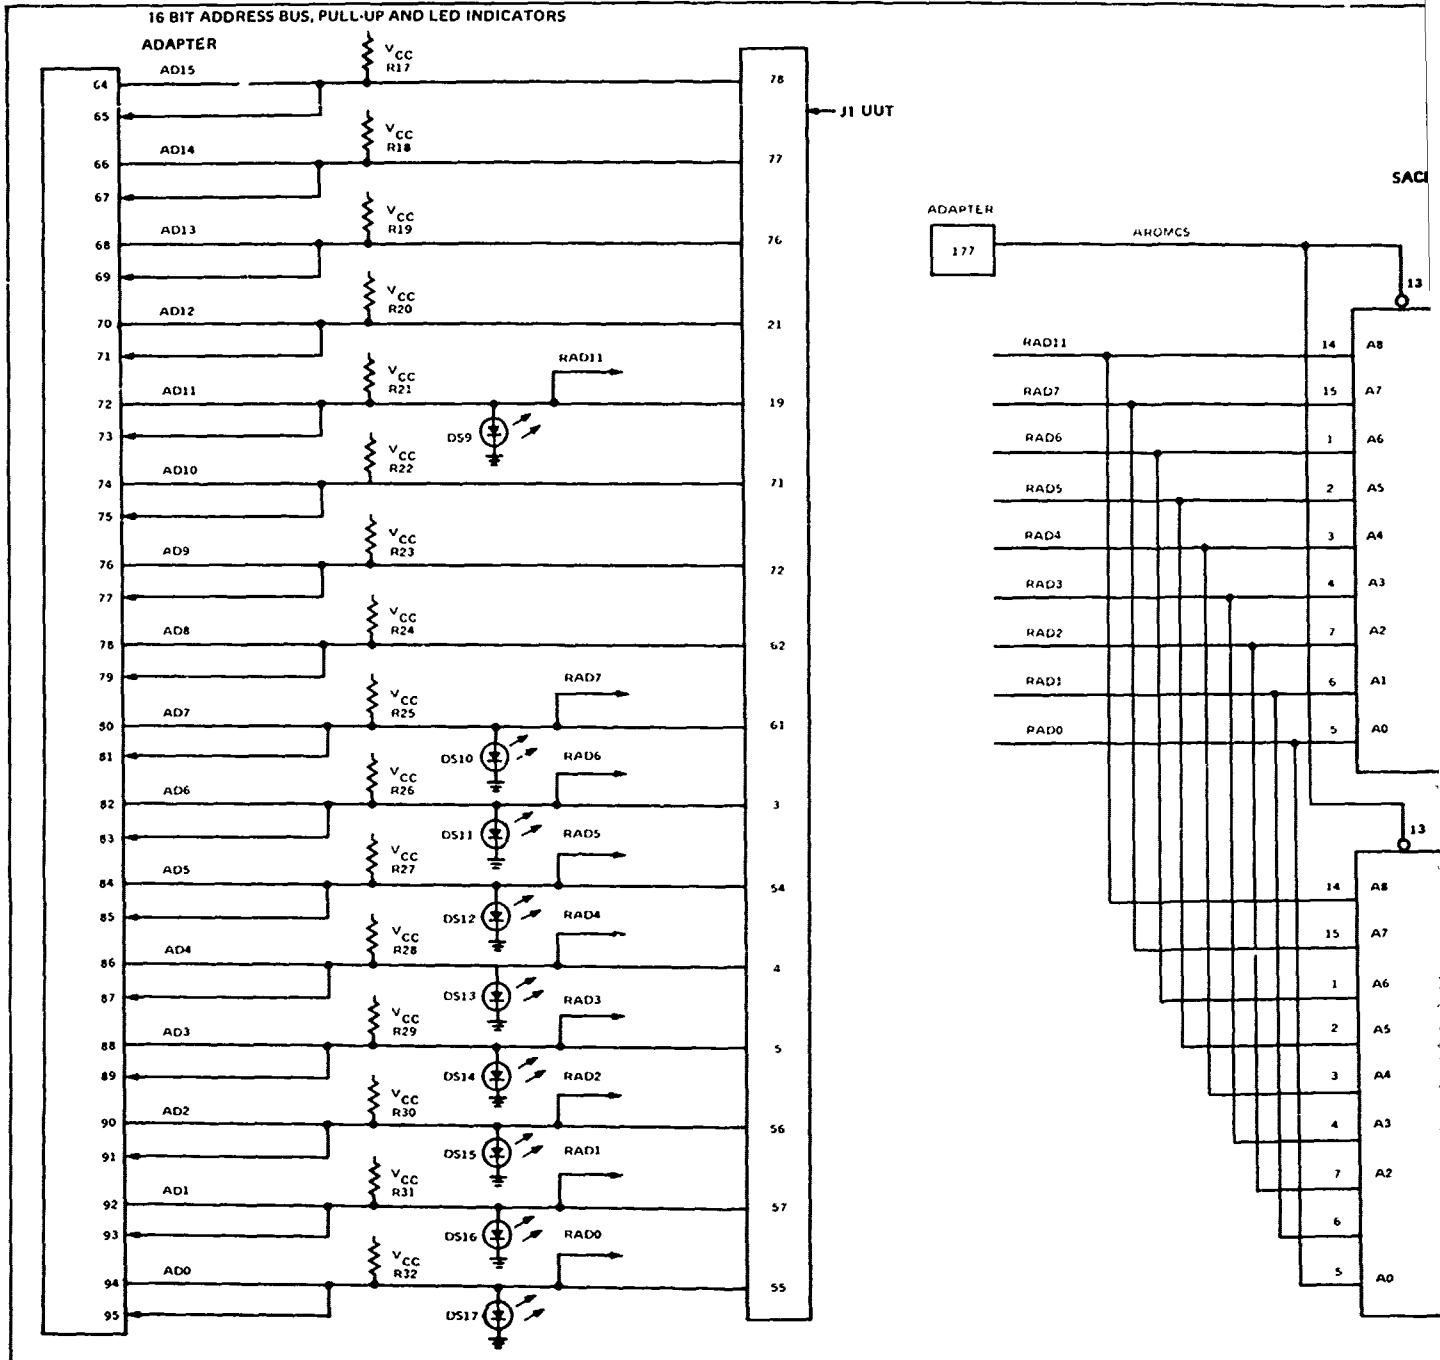 16 BIT ADDRESS BUS, PULL-UP AND LED INDICATORS
ADAPTER
64 AD15 VCC R17 78
65
J1 UUT
66 AD14 VCC R18 77
67
68 AD13 VCC R19 76
69
70 AD12 VCC R20 21
71
RAD11
72 AD11 VCC R21 19
73 DS9
74 AD10 VCC R22 71
75
76 AD9 VCC R23 72
77
78 AD8 VCC R24 62
79
RAD7
80 AD7 VCC R25 61
81 DS10 RAD6
82 AD6 VCC R26 3
83 DS11 RAD5
84 AD5 VCC R27 54
85 DS12 RAD4
86 AD4 VCC R28 4
87 DS13 RAD3
88 AD3 VCC R29 5
89 DS14 RAD2
90 AD2 VCC R30 56
91 DS15 RAD1
92 AD1 VCC R31 57
93 DS16 RAD0
94 AD0 VCC R32 55
95 DS17
ADAPTER
177 AROMCS
13
RAD11 14 A8
RAD7 15 A7
RAD6 1 A6
RAD5 2 A5
RAD4 3 A4
RAD3 4 A3
RAD2 7 A2
RAD1 6 A1
RAD0 5 A0
13
14 A8
15 A7
1 A6
2 A5
3 A4
4 A3
7 A2
6
5 A0